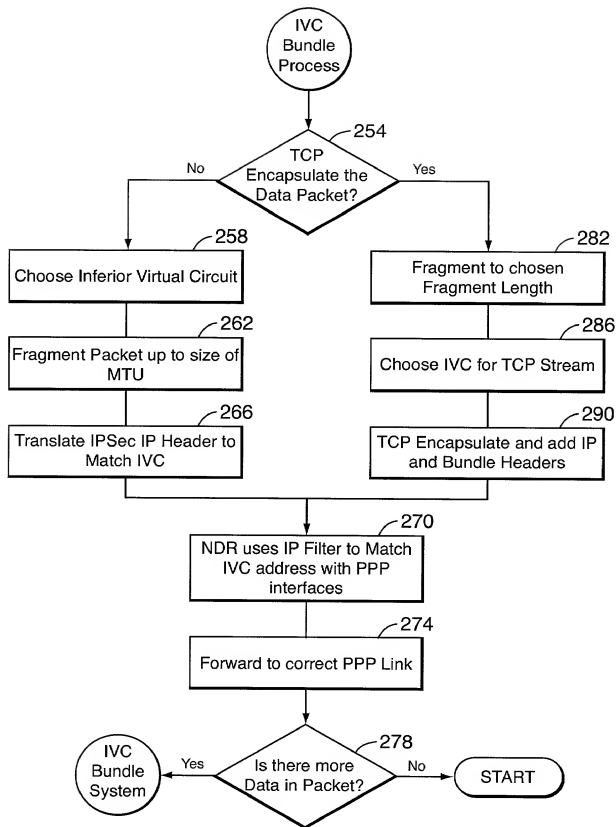 IVC
Bundle
Process
254
TCP
Encapsulate the
Data Packet?
No
Yes
258
Choose Inferior Virtual Circuit
262
Fragment Packet up to size of
MTU
266
Translate IPSec IP Header to
Match IVC
282
Fragment to chosen
Fragment Length
286
Choose IVC for TCP Stream
290
TCP Encapsulate and add IP
and Bundle Headers
270
NDR uses IP Filter to Match
IVC address with PPP
interfaces
274
Forward to correct PPP Link
278
Is there more
Data in Packet?
Yes
No
IVC
Bundle
System
START